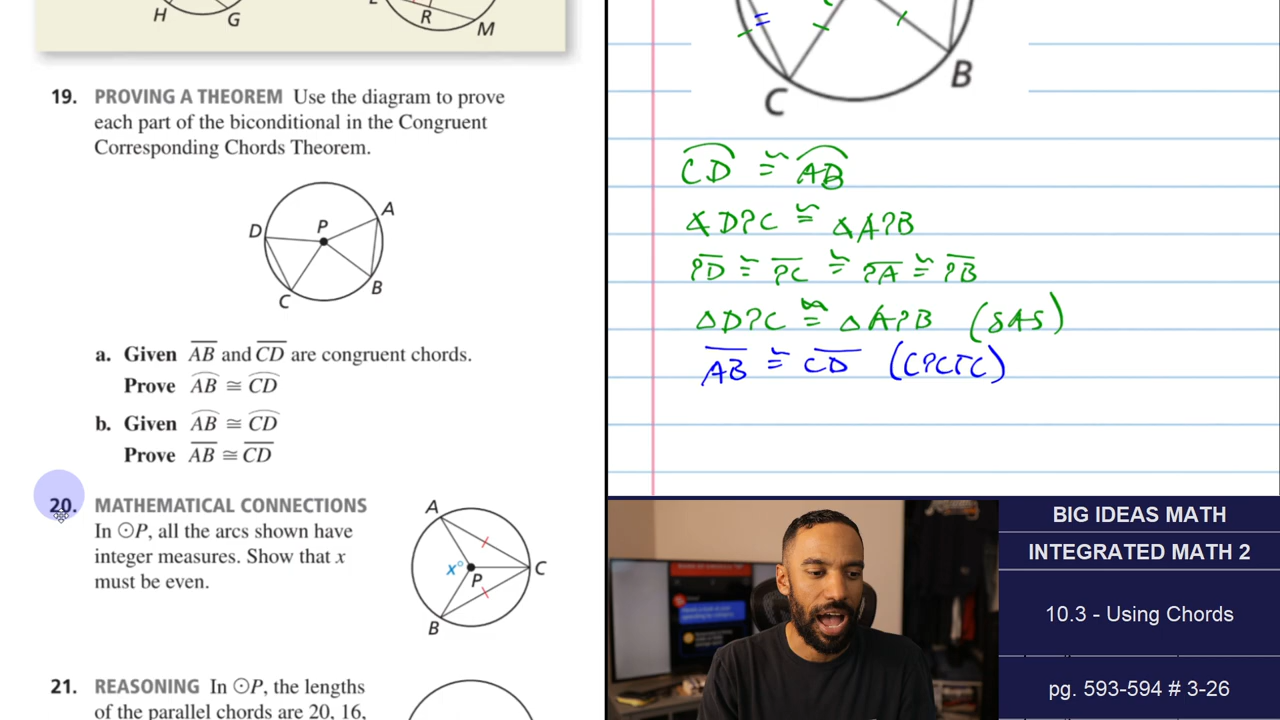 H
G
R
M
19. PROVING A THEOREM Use the diagram to prove
each part of the biconditional in the Congruent
Corresponding Chords Theorem.
D
P
A
B
C
a. Given AB and CD are congruent chords.
Prove AB ≅ CD
b. Given AB ≅ CD
Prove AB ≅ CD
20. MATHEMATICAL CONNECTIONS
In ⊙P, all the arcs shown have
integer measures. Show that x
must be even.
A
x°
P
C
B
21. REASONING In ⊙P, the lengths
of the parallel chords are 20, 16,
C
B
CD ≅ AB
∡DPC ≅ ∡APB
PD ≅ PC ≅ PA ≅ PB
△DPC ≅ △APB (SAS)
AB ≅ CD (CPCTC)
BIG IDEAS MATH
INTEGRATED MATH 2
10.3 - Using Chords
pg. 593-594 # 3-26